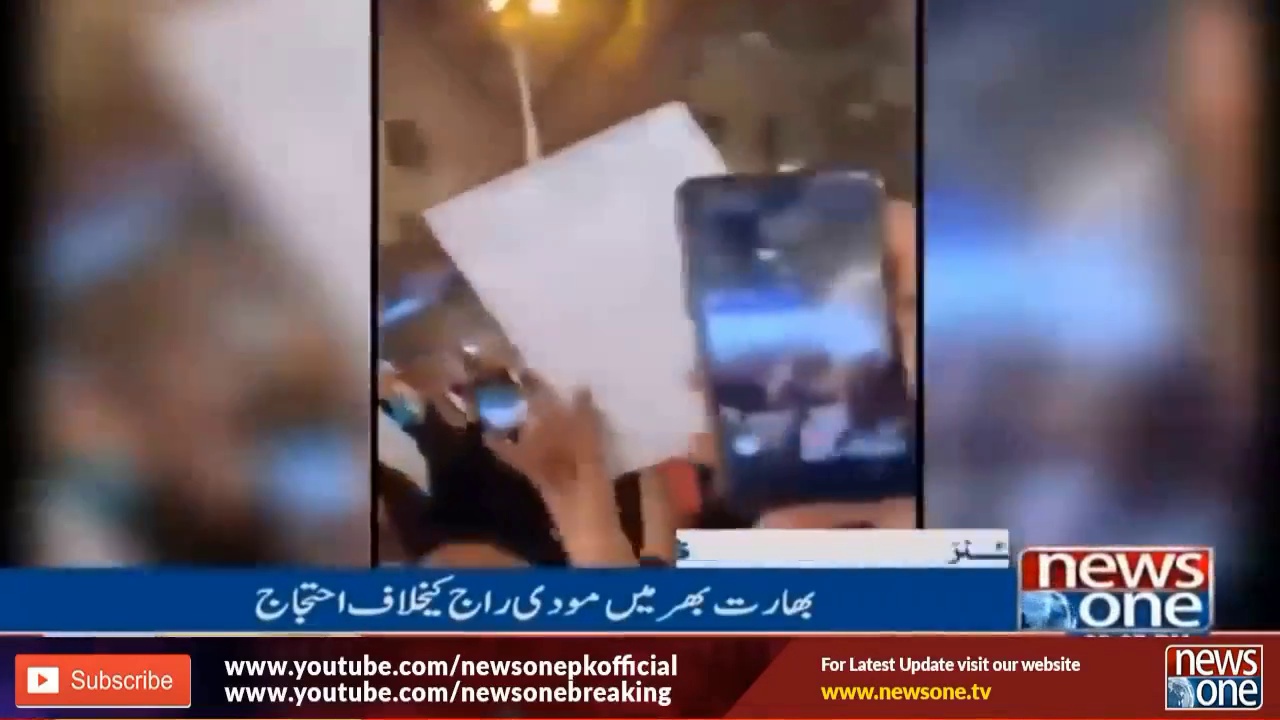 بھارت بھر میں مودی راج کیخلاف احتجاج
news
one
Subscribe
www.youtube.com/newsonepkofficial
www.youtube.com/newsonebreaking
For Latest Update visit our website
www.newsone.tv
news
one